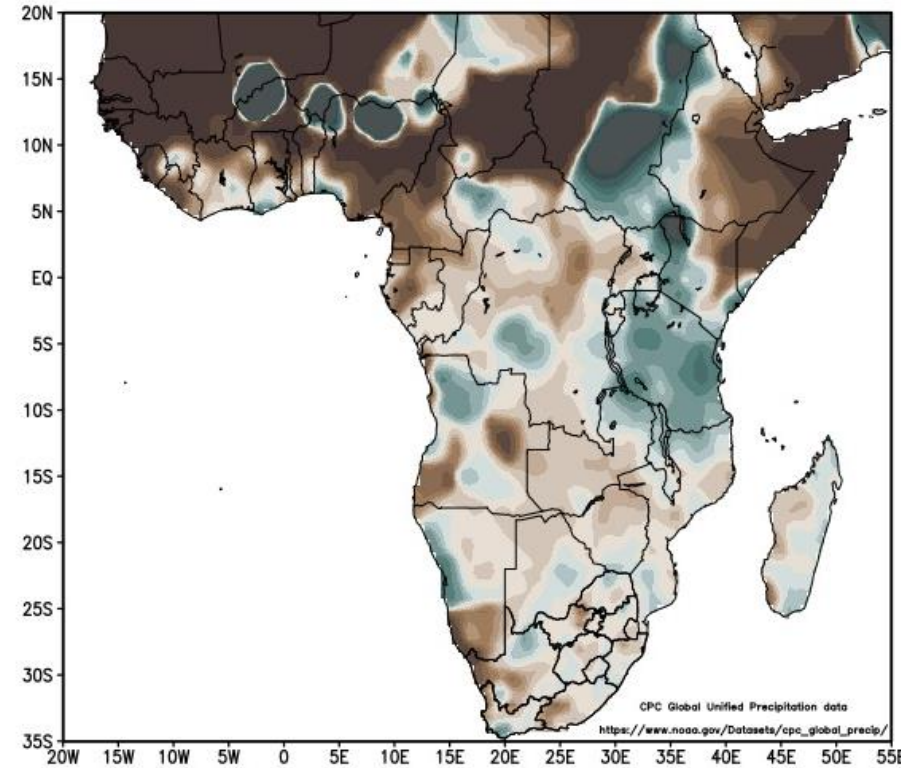 20N
15N
10N
5N
EQ
5S
10S
15S
20S
25S
30S
35S
CPC Global Unified Precipitation data
https://www.noaa.gov/Datasets/cpc_global_precip/
20W 15W 10W 5W 0 5E 10E 15E 20E 25E 30E 35E 40E 45E 50E 55E